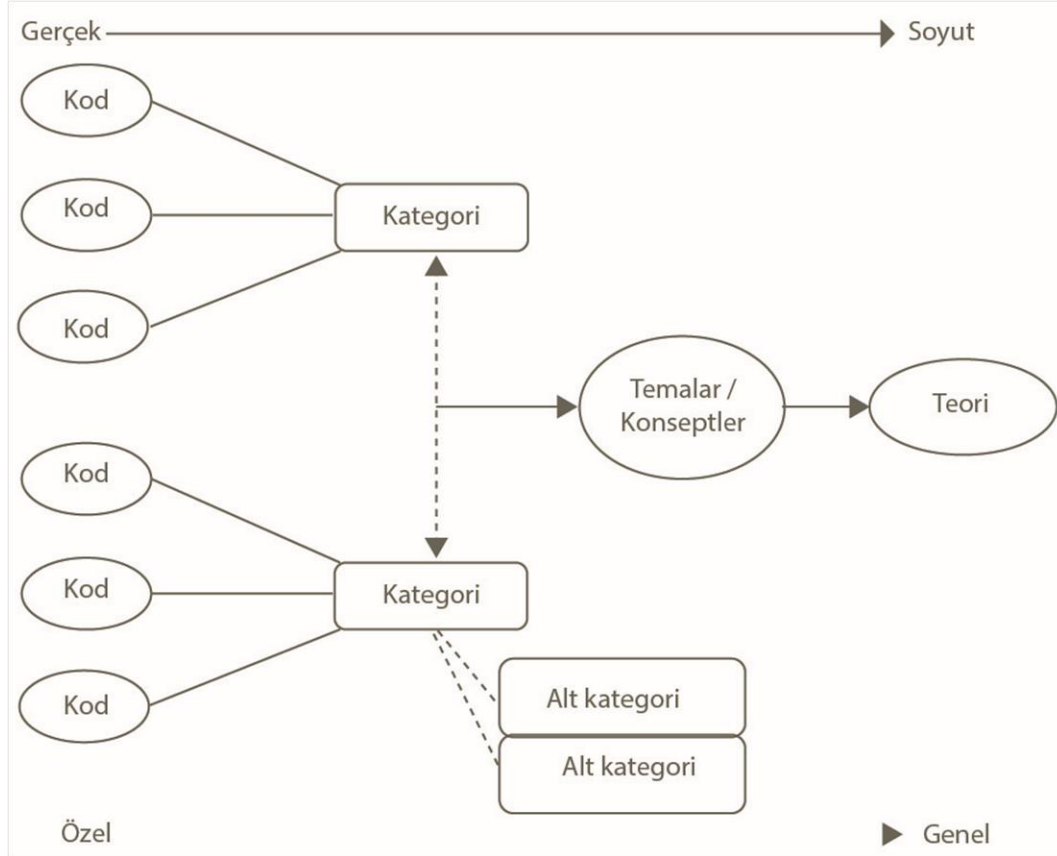 Gerçek
Soyut
Kod
Kod
Kategori
Kod
Temalar /
Konseptler
Teori
Kod
Kod
Kategori
Kod
Alt kategori
Alt kategori
Özel
Genel